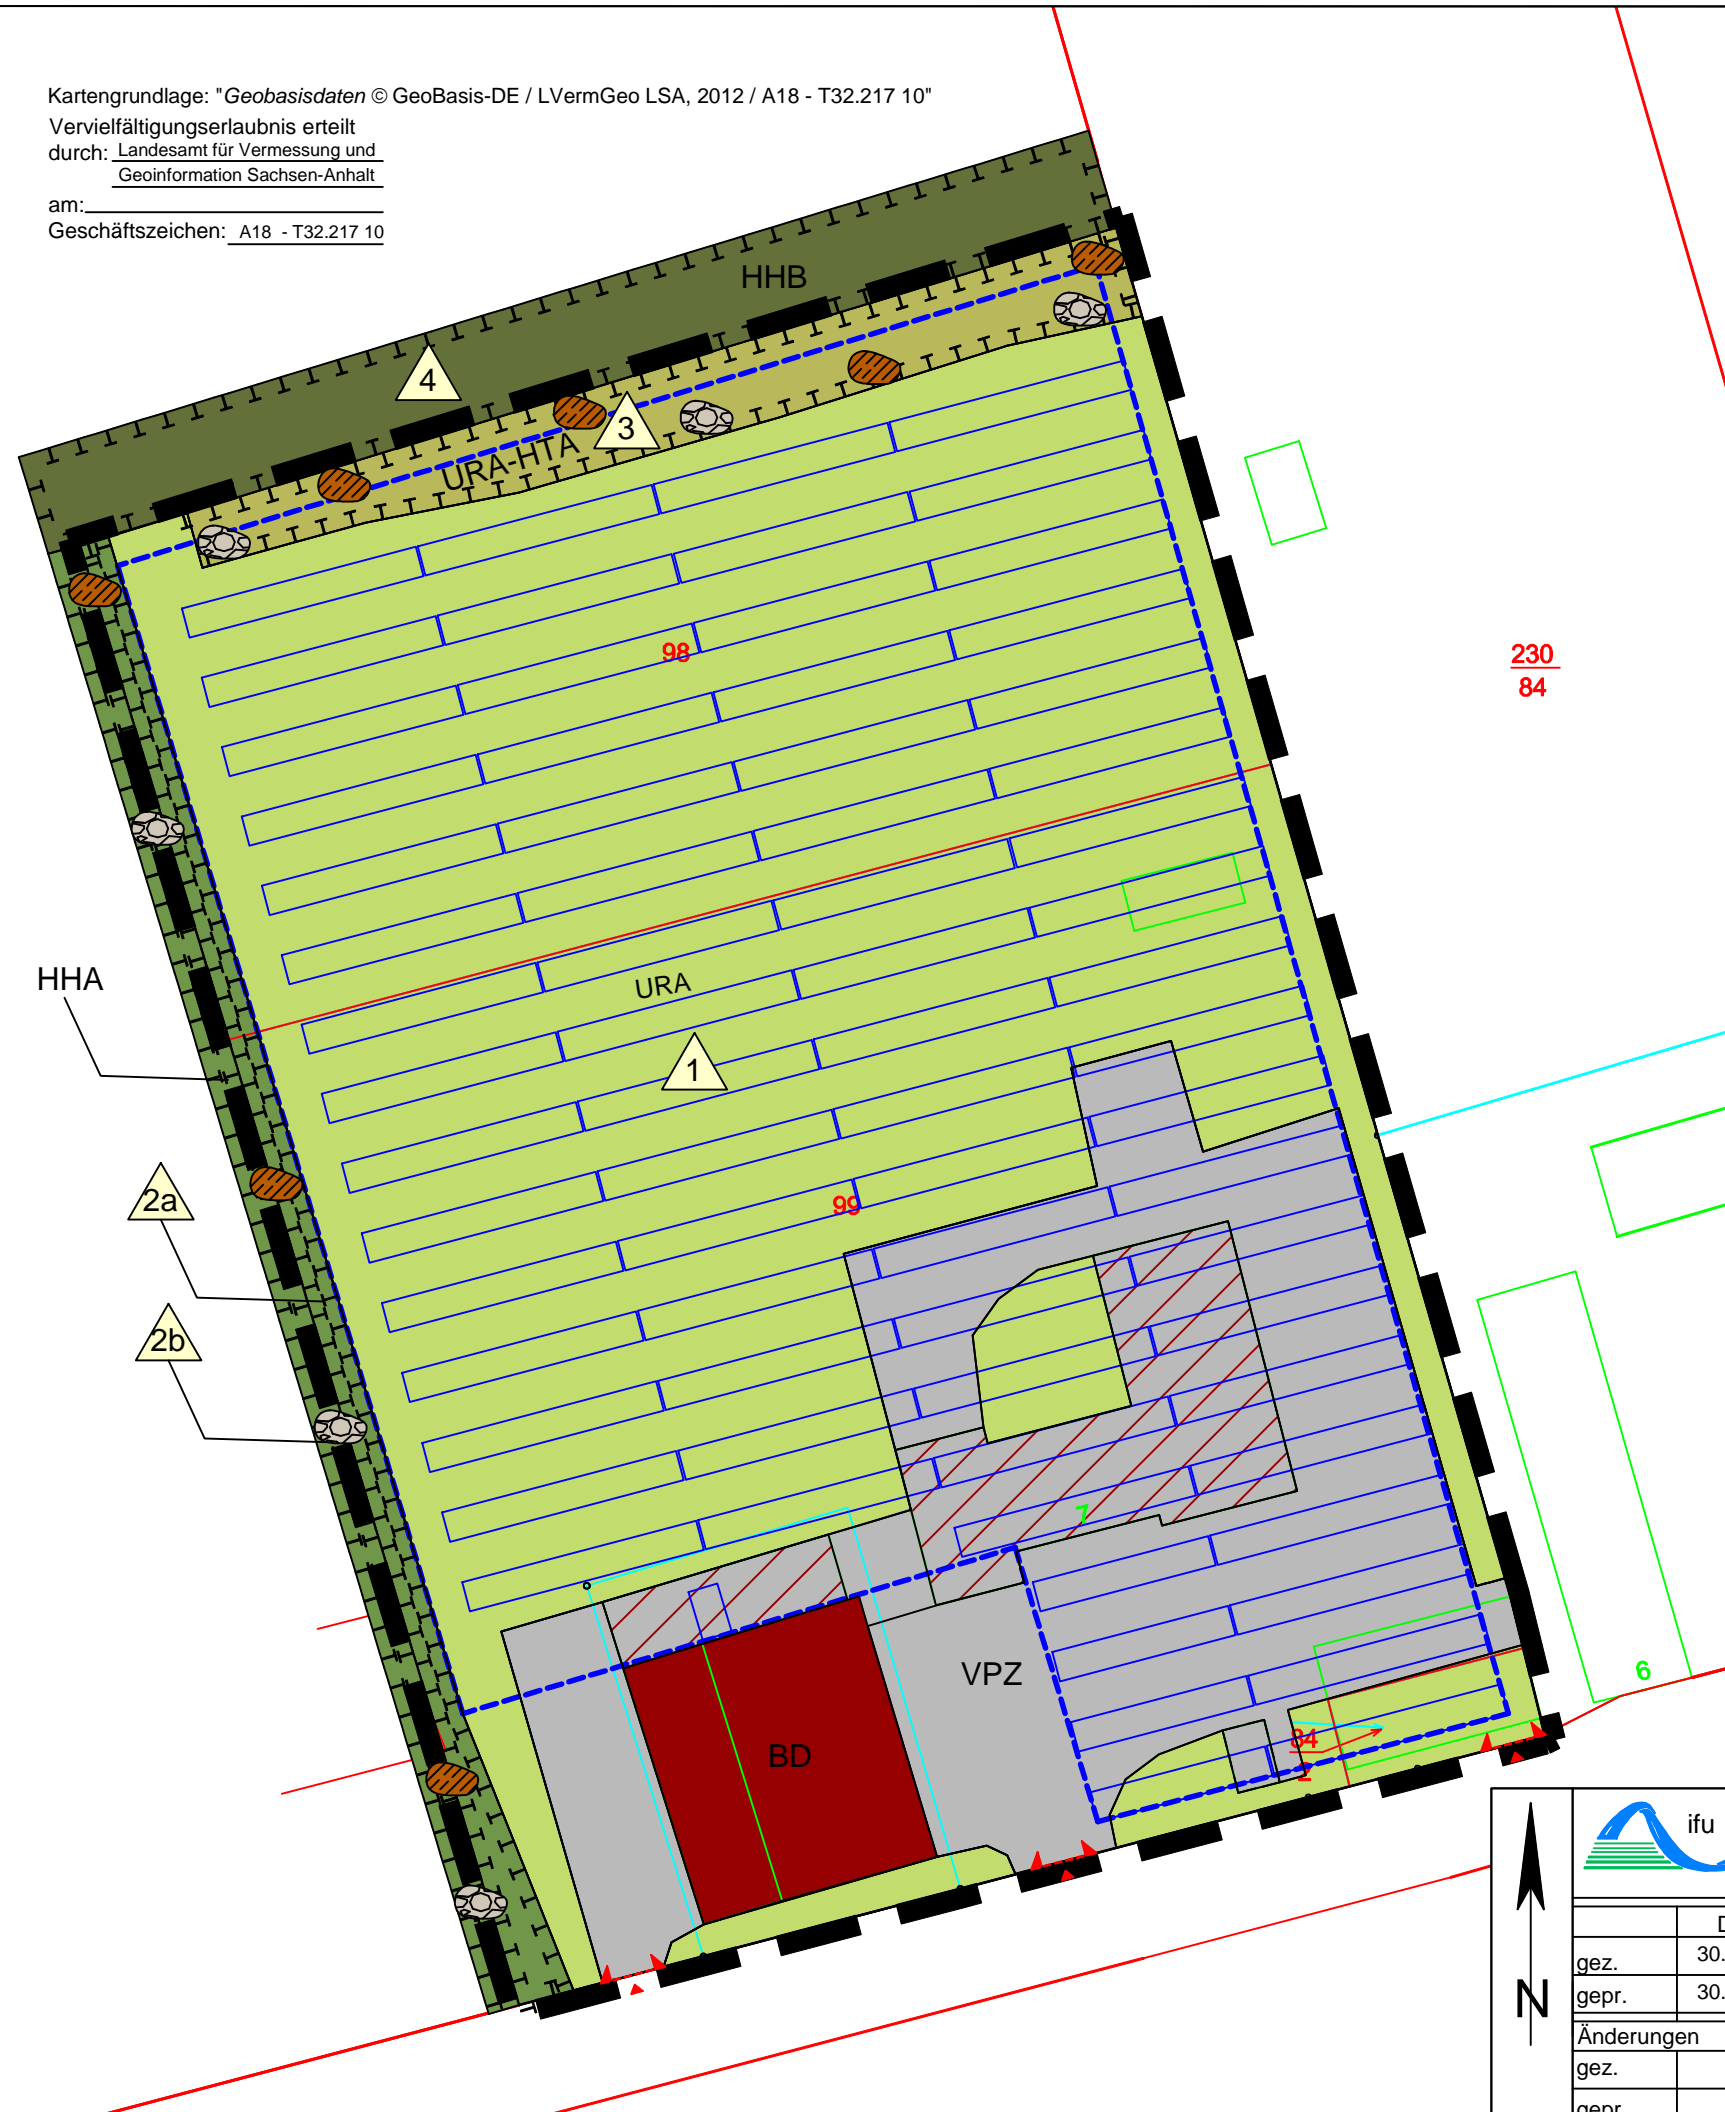 Kartengrundlage: "Geobasisdaten © GeoBasis-DE / LVermGeo LSA, 2012 / A18 - T32.217 10"
Vervielfältigungserlaubnis erteilt
durch: Landesamt für Vermessung und
Geoinformation Sachsen-Anhalt
am:
Geschäftszeichen: A18 - T32.217 10
HHB
4
3
URA-HTA
98
230
84
HHA
URA
1
2a
99
2b
7
VPZ
6
84
BD
ifu
gez. 30.
gepr. 30.
N
Änderungen
gez.
gepr.